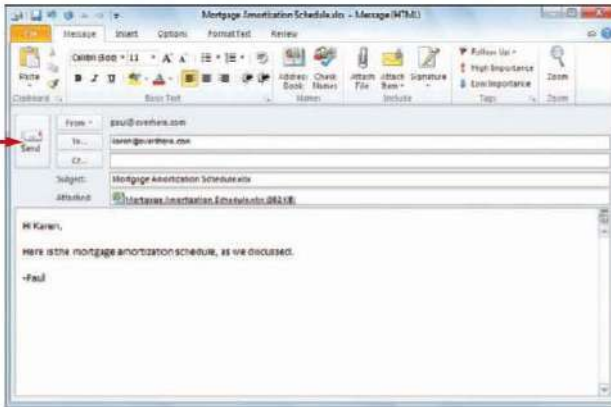 Mortgage Amortization Schedule.xlsx - Message (HTML)
File Message Insert Options Format Text Review
Calibri (Body) 11 A A
Paste B I U A Address Book Check Names Attach File Attach Item Signature Follow Up High Importance Low Importance Zoom
Clipboard Basic Text Names Include Tags Zoom
From paul@overhere.com
Send To... karen@overthere.com
Cc...
Subject: Mortgage Amortization Schedule.xlsx
Attached: Mortgage Amortization Schedule.xlsx
Hi Karen,
Here is the mortgage amortization schedule, as we discussed.
-Paul